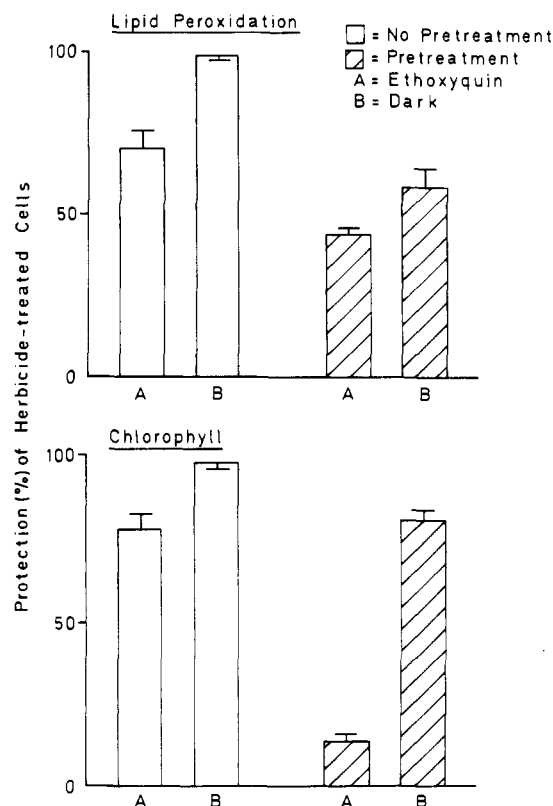 Lipid Peroxidation
= No Pretreatment
= Pretreatment
A = Ethoxyquin
B = Dark
Protection (%) of Herbicide-treated Cells
100
50
0
A B A B
Chlorophyll
100
50
0
A B A B